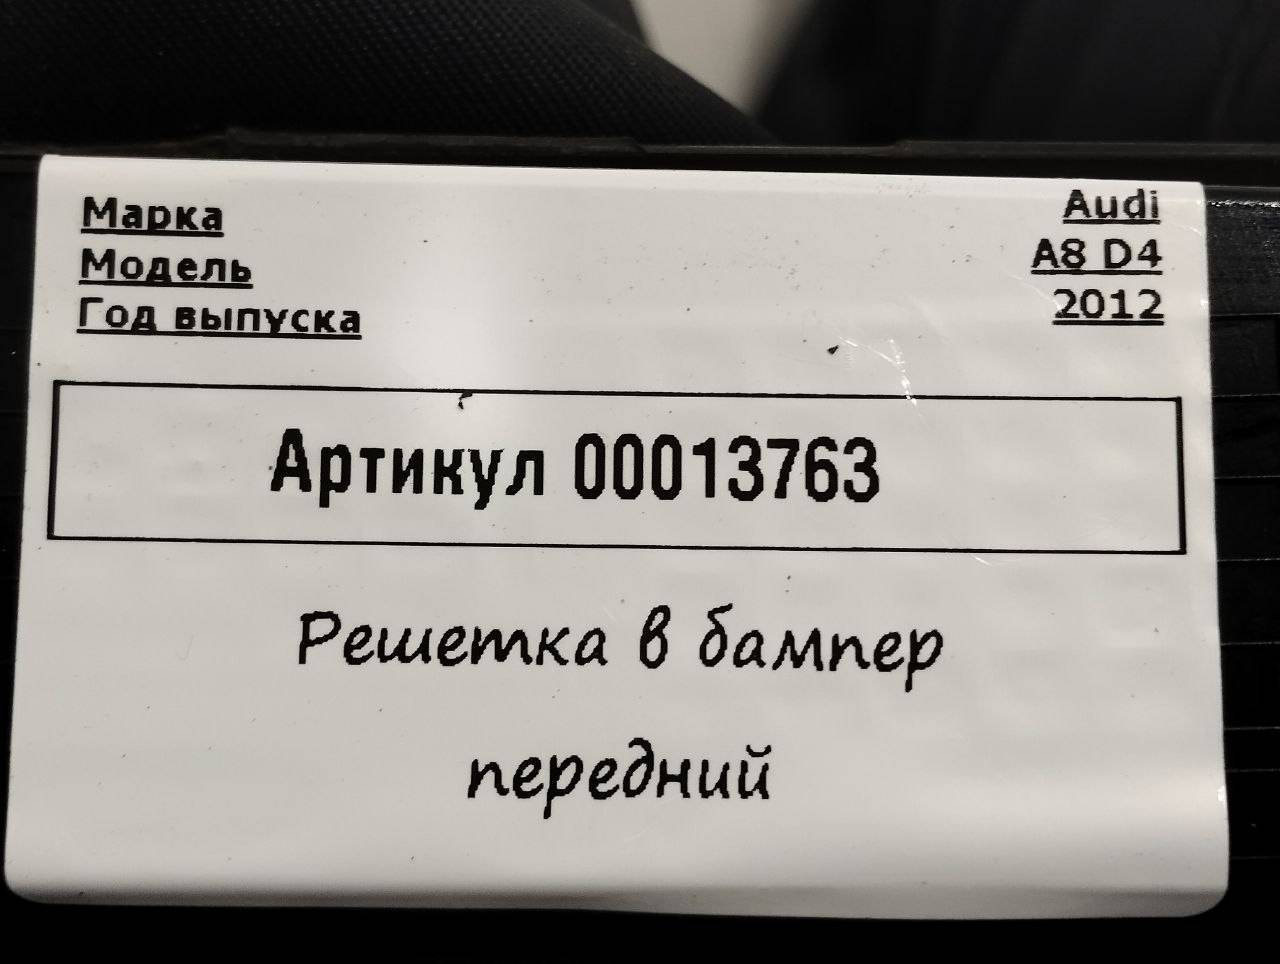 Марка Audi
Модель A8 D4
Год выпуска 2012
Артикул 00013763
Решетка в бампер
передний